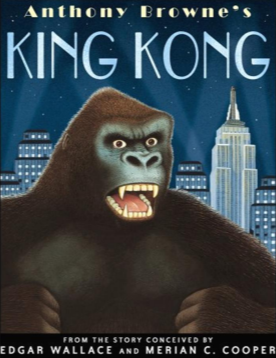 Anthony Browne's
KING KONG
FROM THE STORY CONCEIVED BY
EDGAR WALLACE AND MERIAN C. COOPER